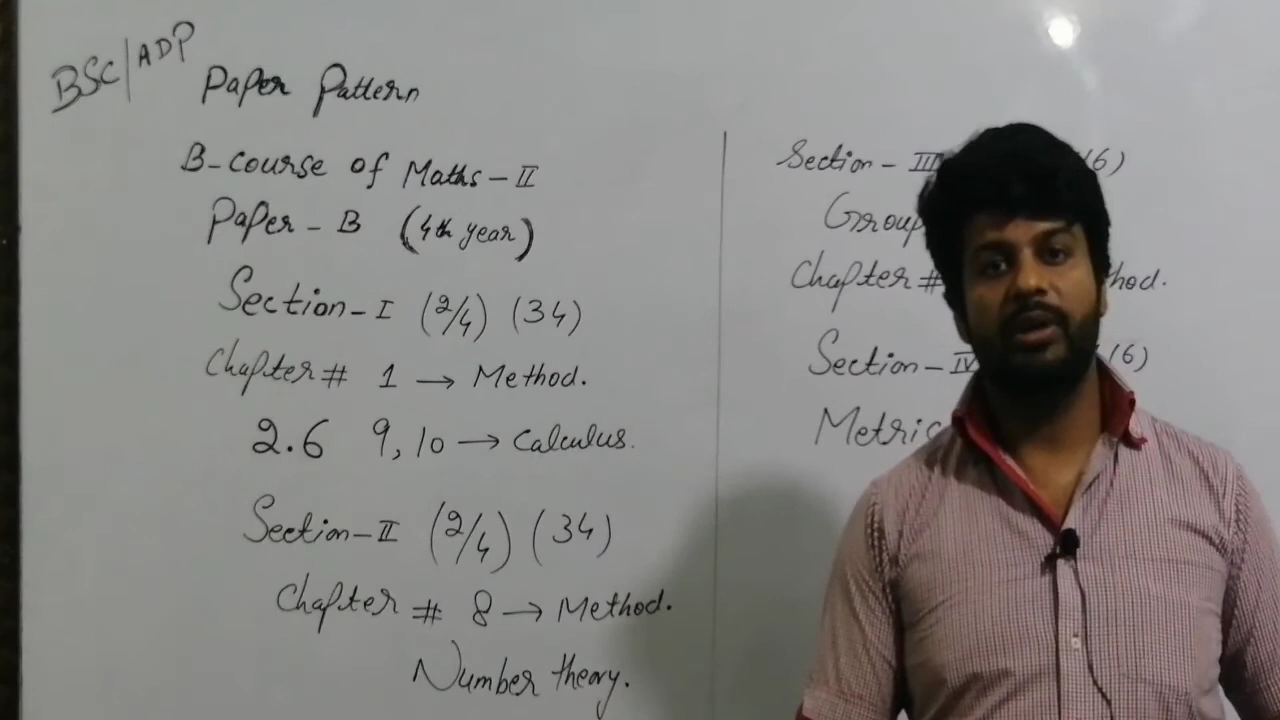 BSC/ADP
Paper Pattern
B-course of Maths-II
Paper-B (4th year)
Section-I (2/4) (34)
Chapter # 1 → Method.
2.6 9,10 → Calculus.
Section-II (2/4) (34)
Chapter # 8 → Method.
Number theory.
Section-III 6)
Group
Chapter # hod.
Section-IV (6)
Metric